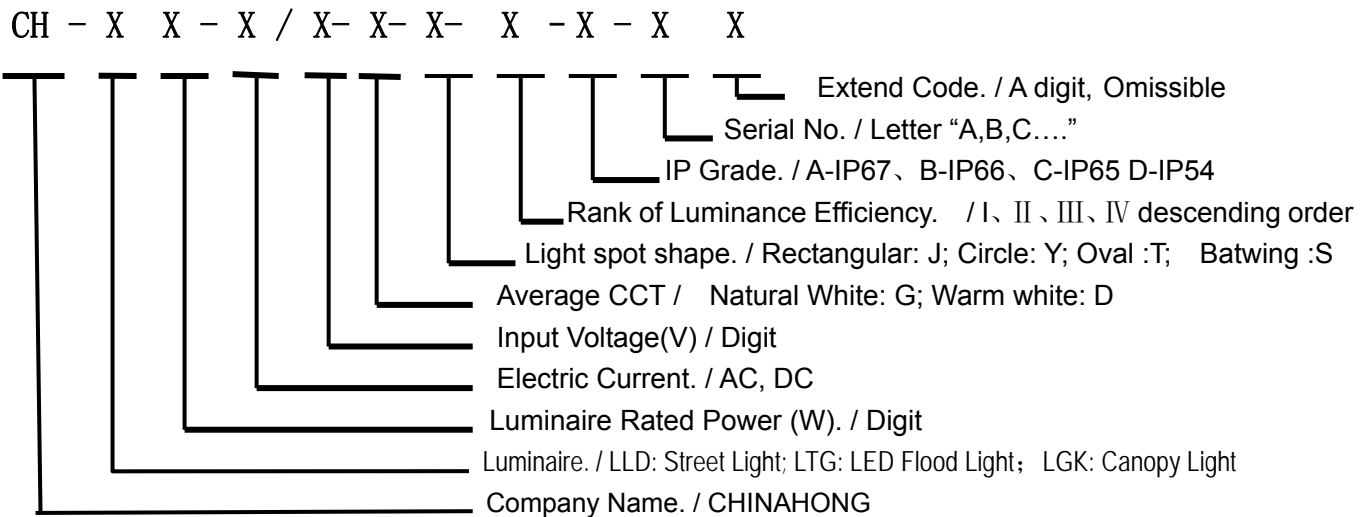 CH - X X - X / X- X- X- X - X - X X
Extend Code. / A digit, Omissible
Serial No. / Letter “A,B,C….”
IP Grade. / A-IP67、B-IP66、C-IP65 D-IP54
Rank of Luminance Efficiency. / I、Ⅱ、Ⅲ、Ⅳ descending order
Light spot shape. / Rectangular: J; Circle: Y; Oval :T; Batwing :S
Average CCT / Natural White: G; Warm white: D
Input Voltage(V) / Digit
Electric Current. / AC, DC
Luminaire Rated Power (W). / Digit
Luminaire. / LLD: Street Light; LTG: LED Flood Light；LGK: Canopy Light
Company Name. / CHINAHONG